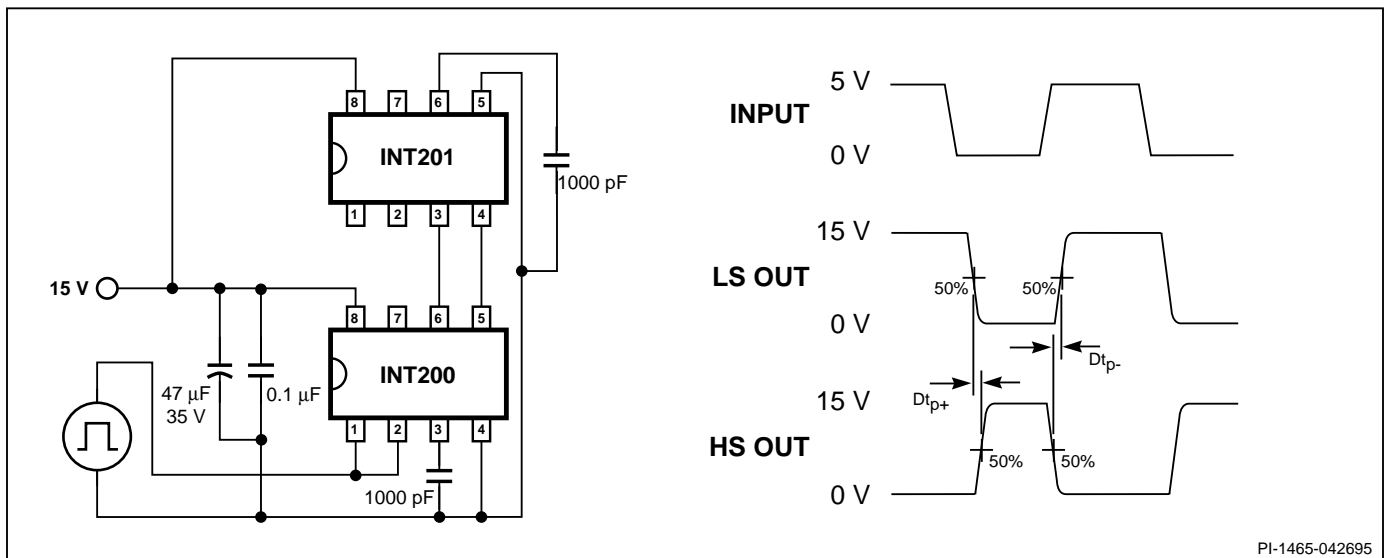 8 7 6 5
INT201
1000 pF
1 2 3 4
15 V
8 7 6 5
INT200
47 µF
35 V
0.1 µF
1 2 3 4
1000 pF
5 V
INPUT
0 V
15 V
LS OUT
50% 50%
0 V
Dtp-
Dtp+
15 V
HS OUT
50% 50%
0 V
PI-1465-042695